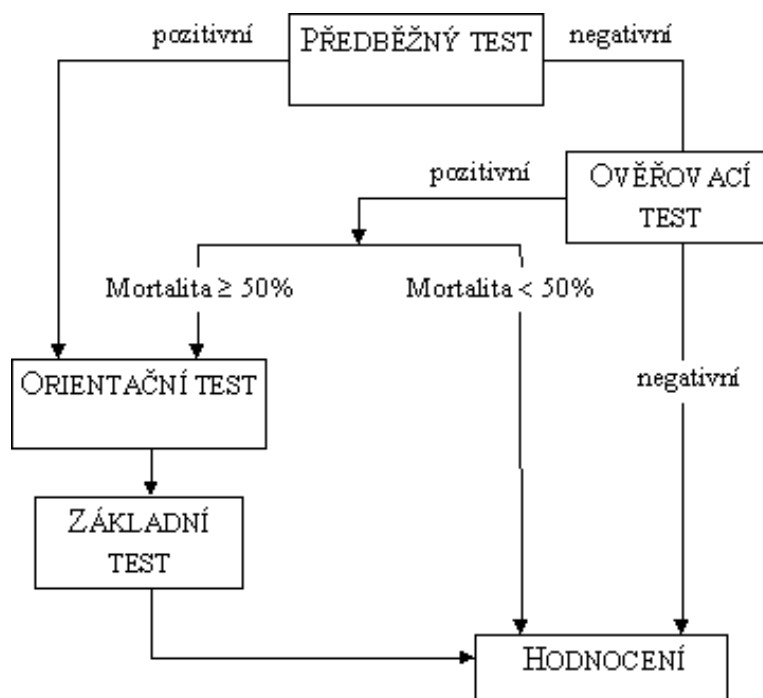 pozitivní
PŘEDBĚŽNÝ TEST
negativní
pozitivní
OVĚŘOVACÍ
TEST
Mortalita ≥ 50%
Mortalita < 50%
ORIENTAČNÍ TEST
negativní
ZÁKLADNÍ
TEST
HODNOCENÍ